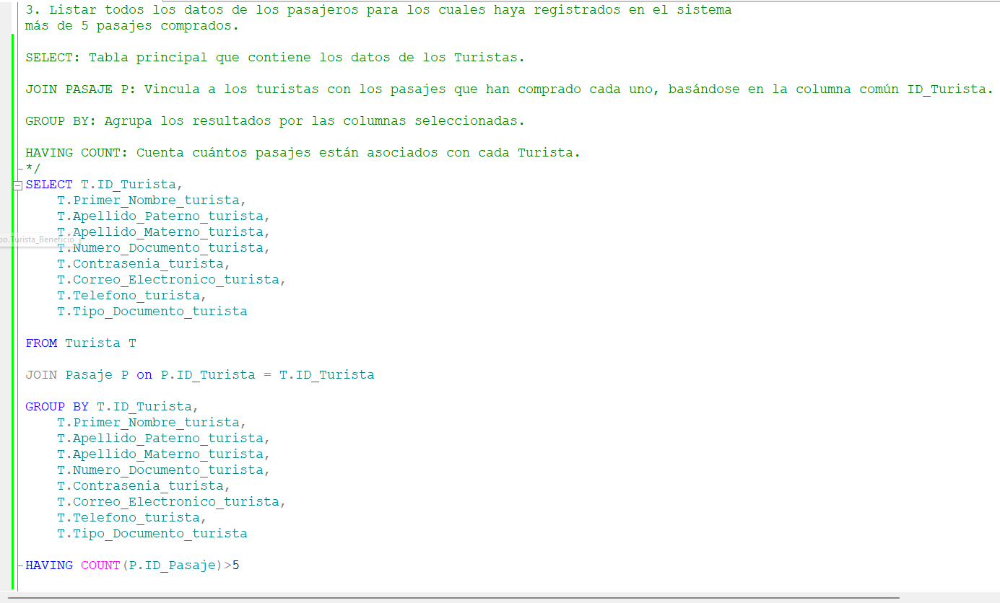 3. Listar todos los datos de los pasajeros para los cuales haya registrados en el sistema
más de 5 pasajes comprados.
SELECT: Tabla principal que contiene los datos de los Turistas.
JOIN PASAJE P: Vincula a los turistas con los pasajes que han comprado cada uno, basándose en la columna común ID_Turista.
GROUP BY: Agrupa los resultados por las columnas seleccionadas.
HAVING COUNT: Cuenta cuántos pasajes están asociados con cada Turista.
*/
SELECT T.ID_Turista,
T.Primer_Nombre_turista,
T.Apellido_Paterno_turista,
T.Apellido_Materno_turista,
bo.Turista_Beneficio
T.Numero_Documento_turista,
T.Contrasenia_turista,
T.Correo_Electronico_turista,
T.Telefono_turista,
T.Tipo_Documento_turista
FROM Turista T
JOIN Pasaje P on P.ID_Turista = T.ID_Turista
GROUP BY T.ID_Turista,
T.Primer_Nombre_turista,
T.Apellido_Paterno_turista,
T.Apellido_Materno_turista,
T.Numero_Documento_turista,
T.Contrasenia_turista,
T.Correo_Electronico_turista,
T.Telefono_turista,
T.Tipo_Documento_turista
HAVING COUNT(P.ID_Pasaje)>5